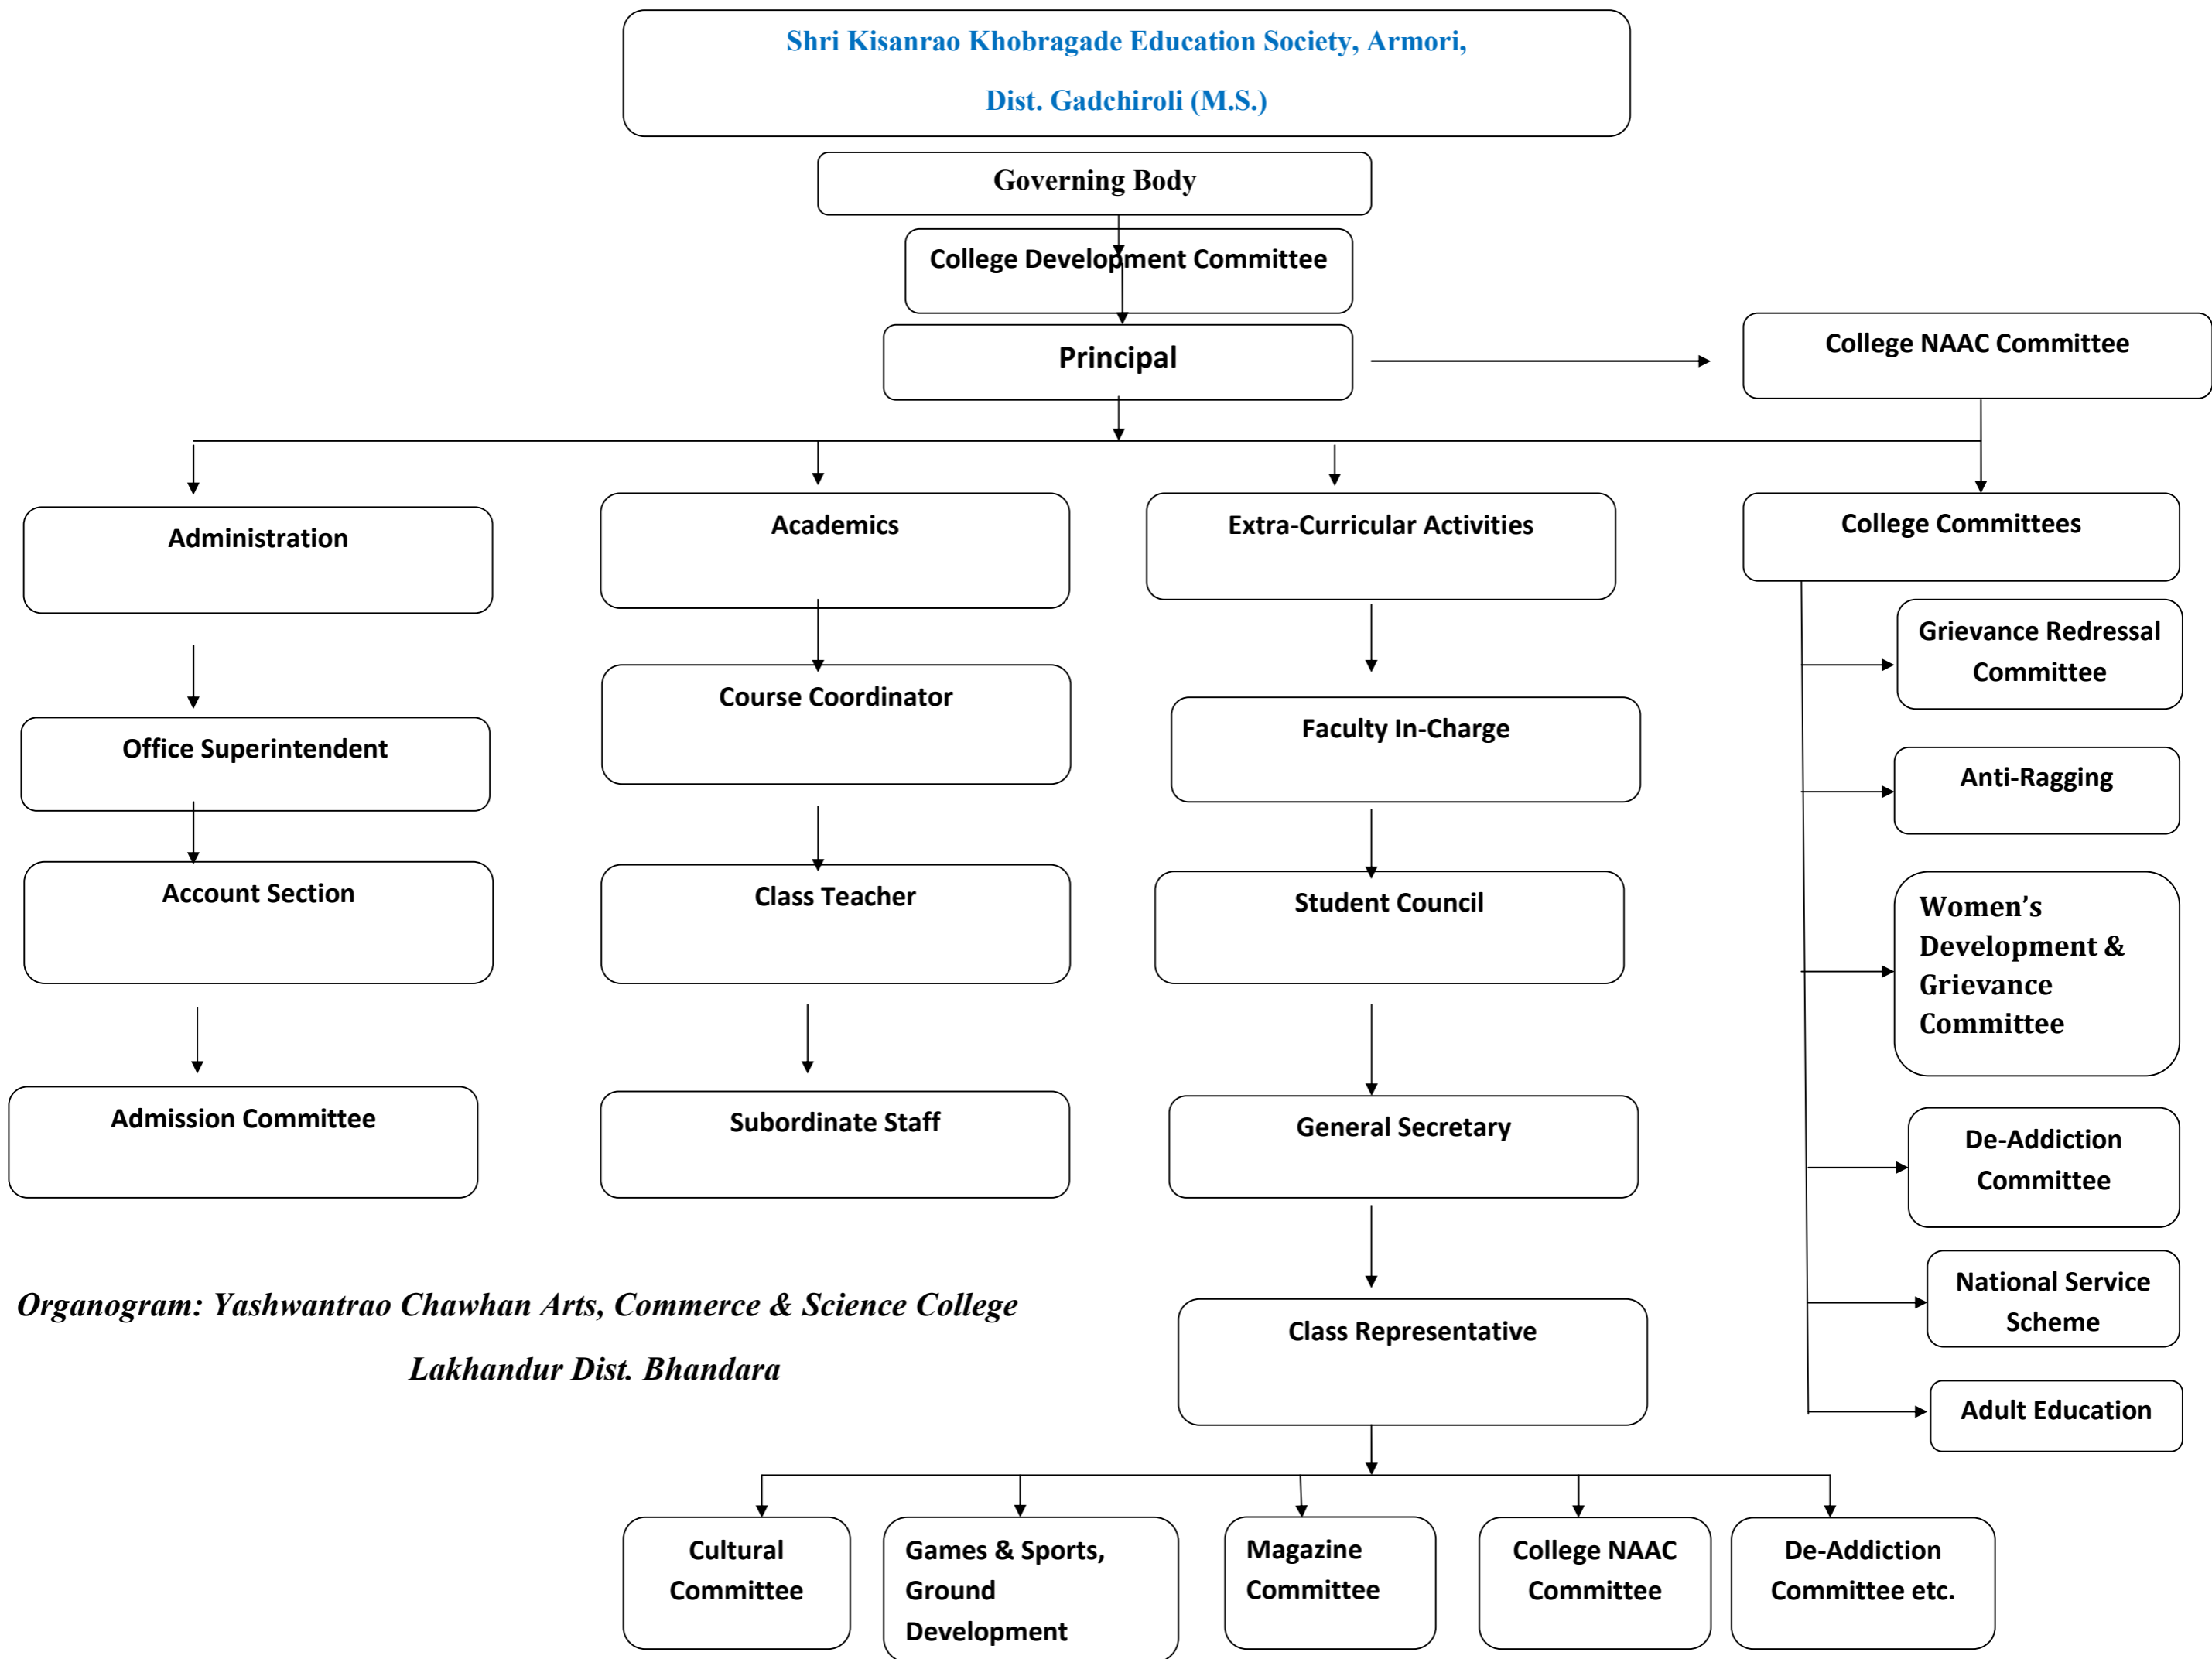 Shri Kisanrao Khobragade Education Society, Armori,
Dist. Gadchiroli (M.S.)
Governing Body
College Development Committee
Principal
College NAAC Committee
Administration
Academics
Extra-Curricular Activities
College Committees
Office Superintendent
Account Section
Admission Committee
Course Coordinator
Class Teacher
Subordinate Staff
Faculty In-Charge
Student Council
General Secretary
Class Representative
Grievance Redressal
Committee
Anti-Ragging
Women’s
Development &
Grievance
Committee
De-Addiction
Committee
National Service
Scheme
Adult Education
Organogram: Yashwantrao Chawhan Arts, Commerce & Science College
Lakhandur Dist. Bhandara
Cultural
Committee
Games & Sports,
Ground
Development
Magazine
Committee
College NAAC
Committee
De-Addiction
Committee etc.